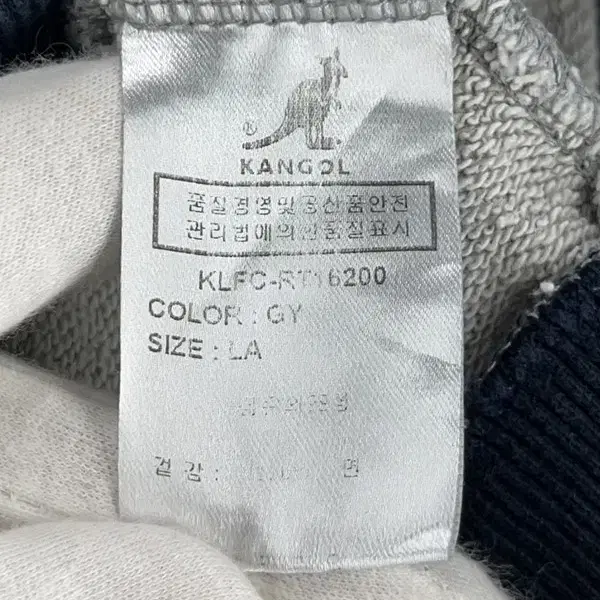 ®
KANGOL
품질경영및공산품안전
관리법에의한품질표시
KLFC-RT16200
COLOR : GY
SIZE : LA
겉감 : 면